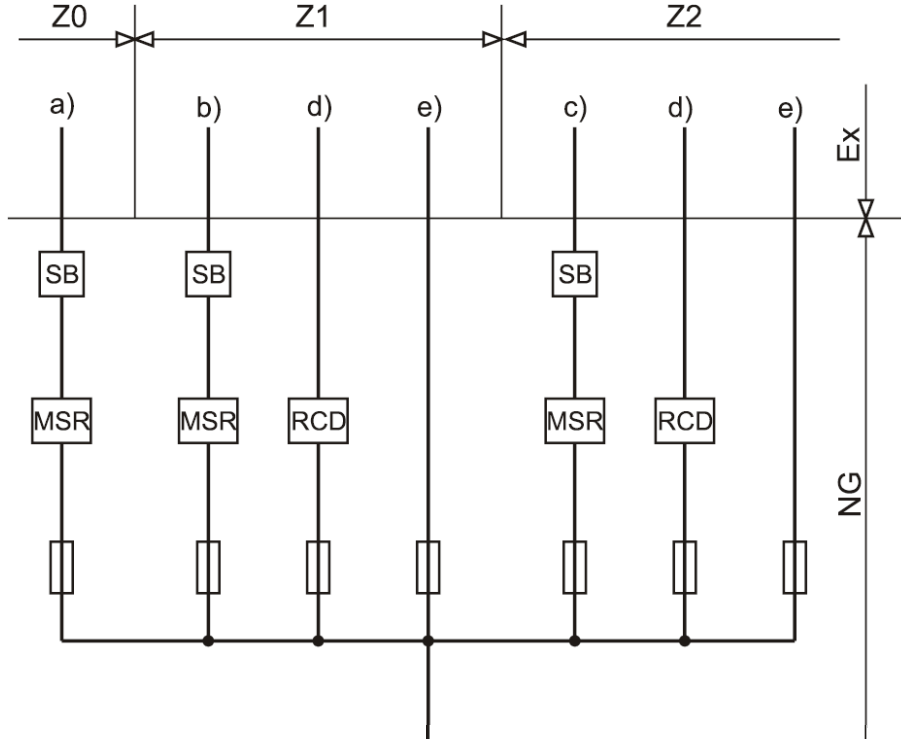 Z0 Z1 Z2
a) b) d) e) c) d) e)
Ex
SB SB SB
MSR MSR RCD MSR RCD
NG